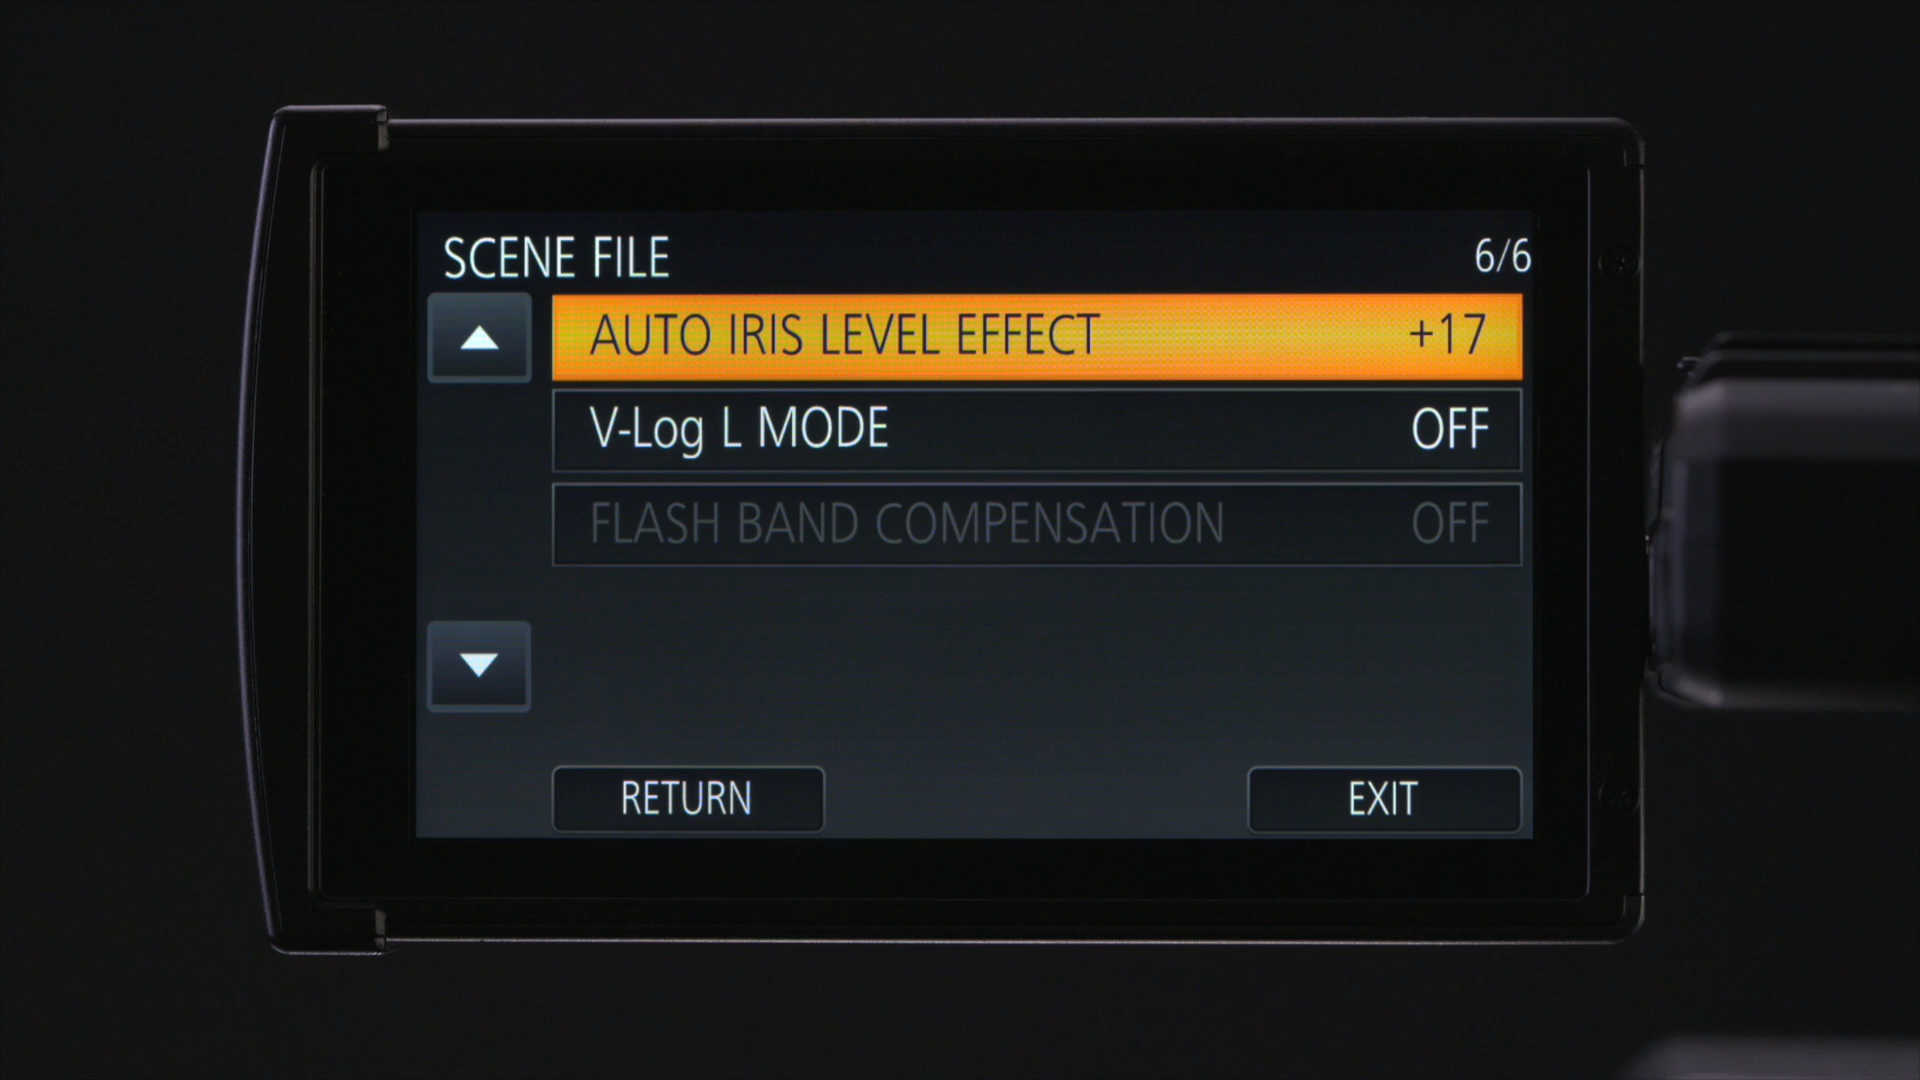 SCENE FILE 6/6
AUTO IRIS LEVEL EFFECT +17
V-Log L MODE OFF
FLASH BAND COMPENSATION OFF
RETURN EXIT